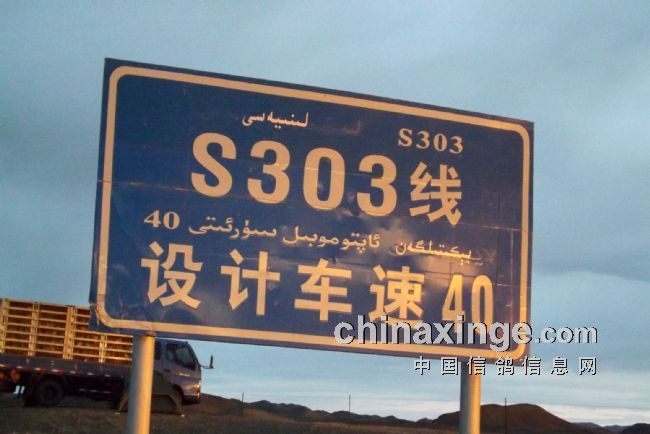 لىنىيەسى S303
S303线
بېكىتىلگەن ئاپتوموبىل سۈرئىتى 40
设计车速40
chinaxinge.com
中国信鸽信息网